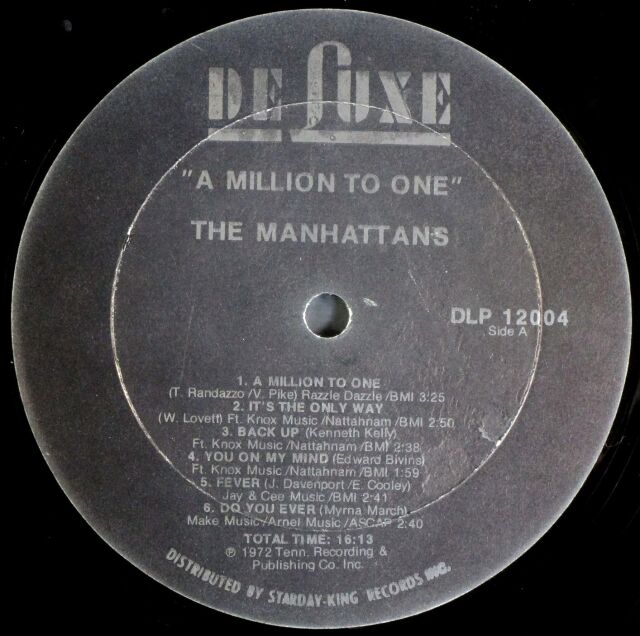 DE LUXE
"A MILLION TO ONE"
THE MANHATTANS
DLP 12004
Side A
1. A MILLION TO ONE
(T. Randazzo/V. Pike) Razzle Dazzle/BMI 3:25
2. IT'S THE ONLY WAY
(W. Lovett) Ft. Knox Music/Nattahnam/BMI 2:50
3. BACK UP (Kenneth Kelly)
Ft. Knox Music/Nattahnam/BMI 2:38
4. YOU ON MY MIND (Edward Bivins)
Ft. Knox Music/Nattahnam/BMI 1:59
5. FEVER (J. Davenport/E. Cooley)
Jay & Cee Music/BMI 2:41
6. DO YOU EVER (Myrna March)
Make Music/Arnel Music/ASCAP 2:40
TOTAL TIME: 16:13
℗ 1972 Tenn. Recording &
Publishing Co. Inc.
DISTRIBUTED BY STARDAY-KING RECORDS INC.